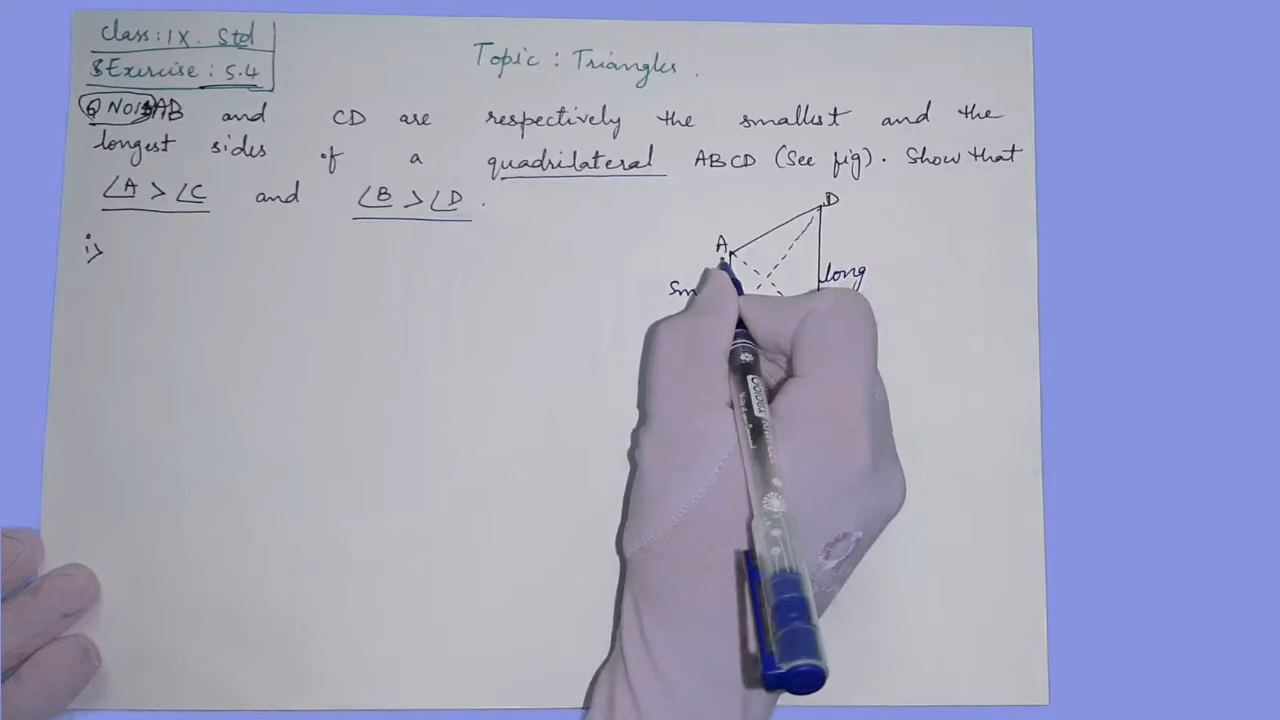 Class: IX. Std
Exercise: 5.4
Topic: Triangles.
AB and CD are respectively the smallest and the
longest sides of a quadrilateral ABCD (See fig). Show that
∠A > ∠C and ∠B > ∠D.
i>
D
A
long
Sm